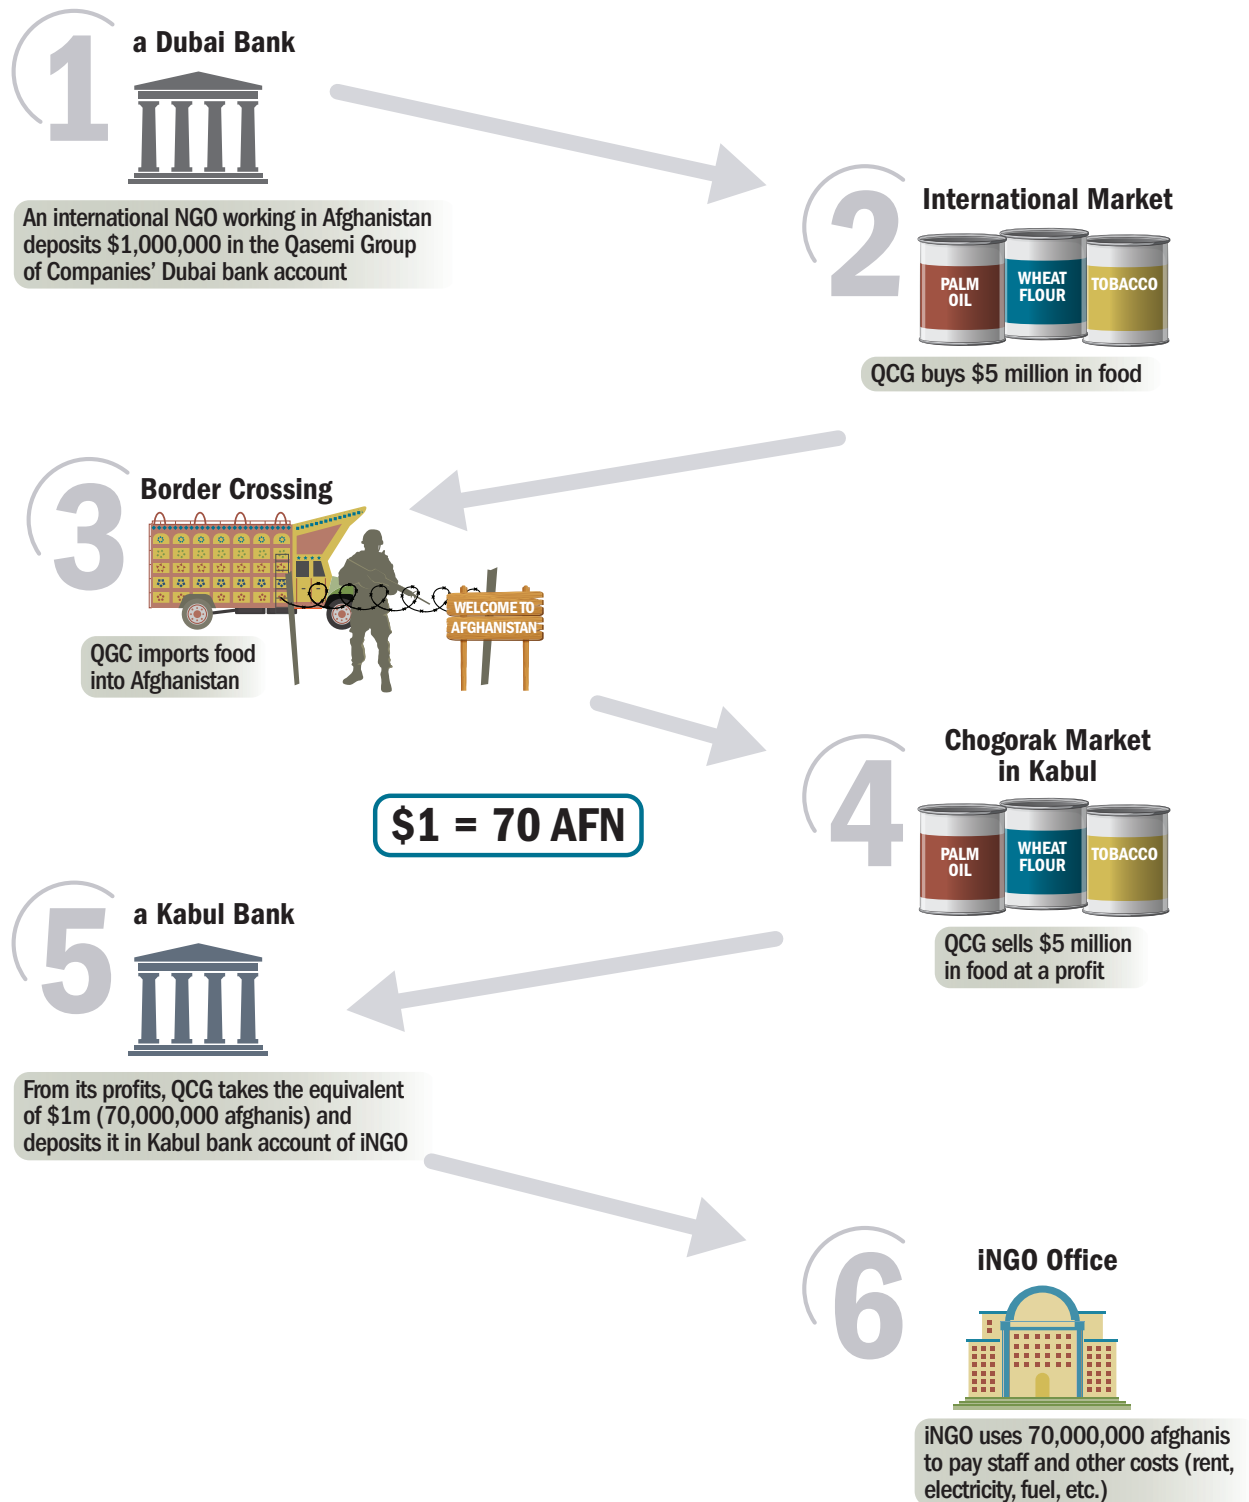 1
a Dubai Bank
An international NGO working in Afghanistan
deposits $1,000,000 in the Qasemi Group
of Companies’ Dubai bank account
2
International Market
PALM
OIL
WHEAT
FLOUR
TOBACCO
QCG buys $5 million in food
3
Border Crossing
WELCOME TO
AFGHANISTAN
QGC imports food
into Afghanistan
4
Chogorak Market
in Kabul
PALM
OIL
WHEAT
FLOUR
TOBACCO
QCG sells $5 million
in food at a profit
$1 = 70 AFN
5
a Kabul Bank
From its profits, QCG takes the equivalent
of $1m (70,000,000 afghanis) and
deposits it in Kabul bank account of iNGO
6
iNGO Office
iNGO uses 70,000,000 afghanis
to pay staff and other costs (rent,
electricity, fuel, etc.)